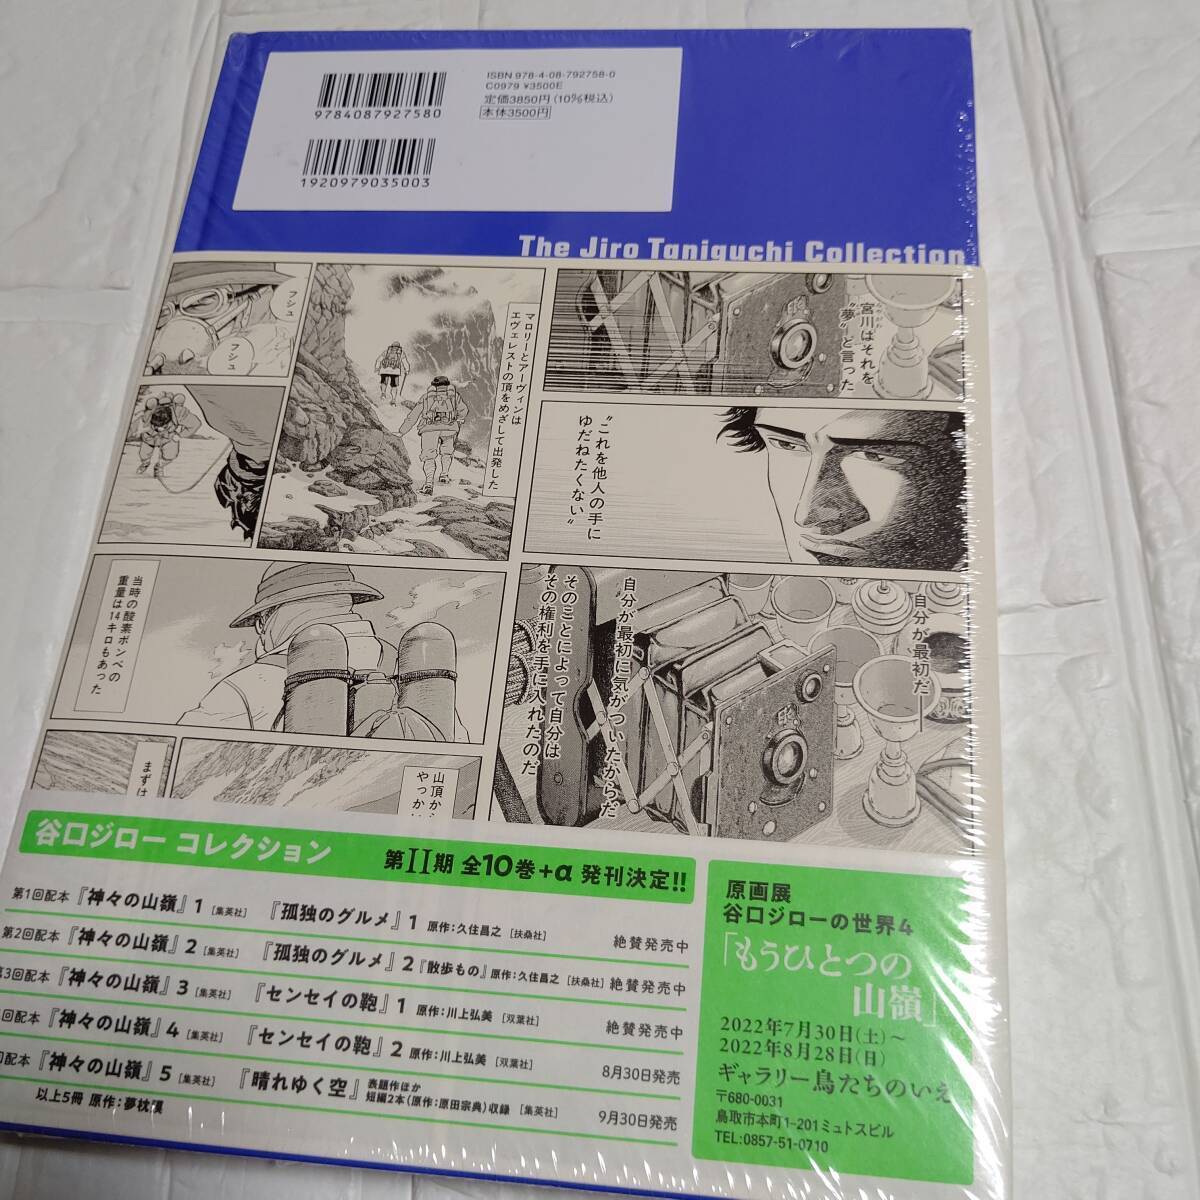 ISBN 978-4-08-792758-0
C0979 ¥3500E
定価3850円(10%税込)
本体3500円
9784087927580
1920979035003
The Jiro Taniguchi Collection
宮川はそれを
“夢”と言った
“これを他人の手に
ゆだねたくない”
自分が最初だ――
自分が最初に気がついたからだ
そのことによって自分は
その権利を手に入れたのだ
マロリーとアーヴィンは
エヴェレストの頂をめざして出発した
フシュ
フシュ
当時の酸素ボンベの
重量は14キロもあった
山頂から
やっかい
まずは
谷口ジロー コレクション
第II期 全10巻+α 発刊決定!!
第1回配本『神々の山嶺』1 [集英社] 『孤独のグルメ』1 原作:久住昌之 [扶桑社] 絶賛発売中
第2回配本『神々の山嶺』2 [集英社] 『孤独のグルメ』2『散歩もの』原作:久住昌之 [扶桑社] 絶賛発売中
第3回配本『神々の山嶺』3 [集英社] 『センセイの鞄』1 原作:川上弘美 [双葉社] 絶賛発売中
回配本『神々の山嶺』4 [集英社] 『センセイの鞄』2 原作:川上弘美 [双葉社] 8月30日発売
回配本『神々の山嶺』5 [集英社] 『晴れゆく空』表題作ほか
短編2本(原作:原田宗典)収録 [集英社] 9月30日発売
以上5冊 原作:夢枕獏
原画展
谷口ジローの世界4
「もうひとつの
山嶺」
2022年7月30日(土)〜
2022年8月28日(日)
ギャラリー鳥たちのいえ
〒680-0031
鳥取市本町1-201ミュトスビル
TEL:0857-51-0710